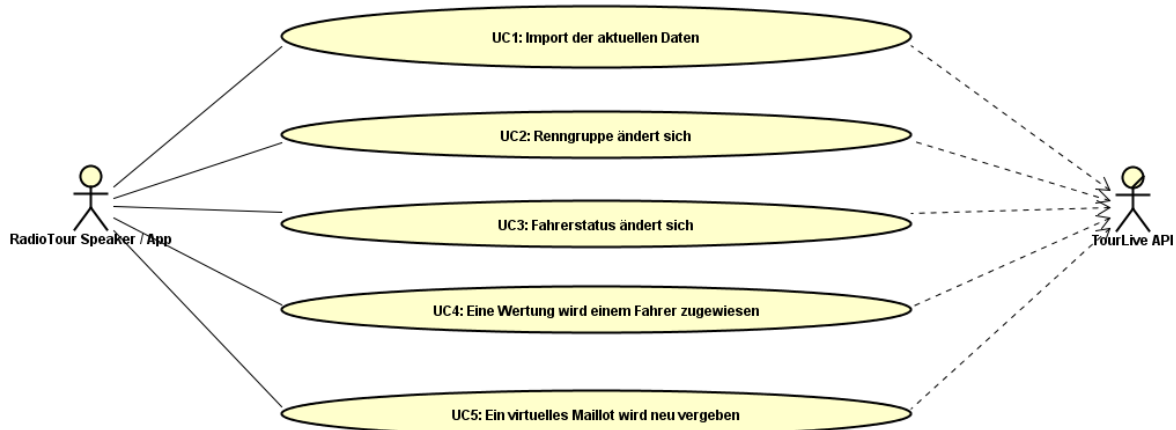 UC1: Import der aktuellen Daten
UC2: Renngruppe ändert sich
RadioTour Speaker / App
UC3: Fahrerstatus ändert sich
TourLive API
UC4: Eine Wertung wird einem Fahrer zugewiesen
UC5: Ein virtuelles Maillot wird neu vergeben